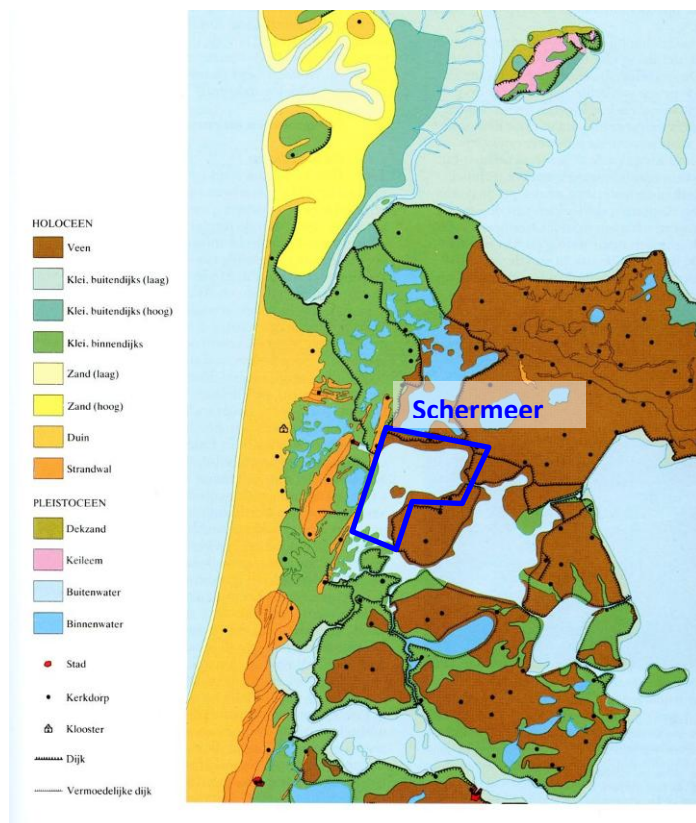 HOLOCEEN
Veen
Klei. buitendijks (laag)
Klei. buitendijks (hoog)
Klei. binnendijks
Zand (laag)
Zand (hoog)
Duin
Strandwal
PLEISTOCEEN
Dekzand
Keileem
Buitenwater
Binnenwater
Stad
Kerkdorp
Klooster
Dijk
Vermoedelijke dijk
Schermeer